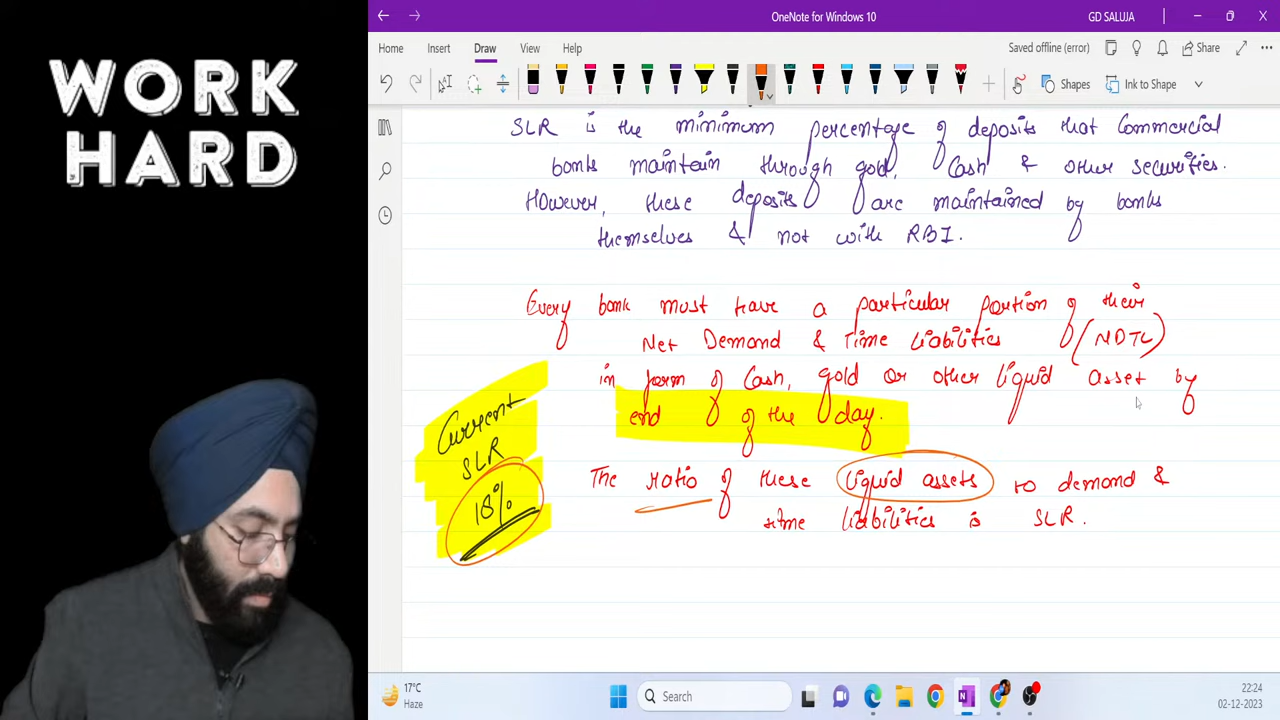 WORK
HARD
OneNote for Windows 10
GD SALUJA
Home Insert Draw View Help
Saved offline (error)
Share
Shapes
Ink to Shape
SLR is the minimum percentage of deposits that Commercial
banks maintain through gold, Cash & other securities.
However, these deposits are maintained by banks
themselves & not with RBI.
Every bank must have a particular portion of their
Net Demand & Time Liabilities (NDTL)
in form of Cash, gold or other liquid asset by
end of the day.
Current
SLR
18%
The ratio of these liquid assets to demand &
time liabilities is SLR.
17°C
Haze
Search
22:24
02-12-2023